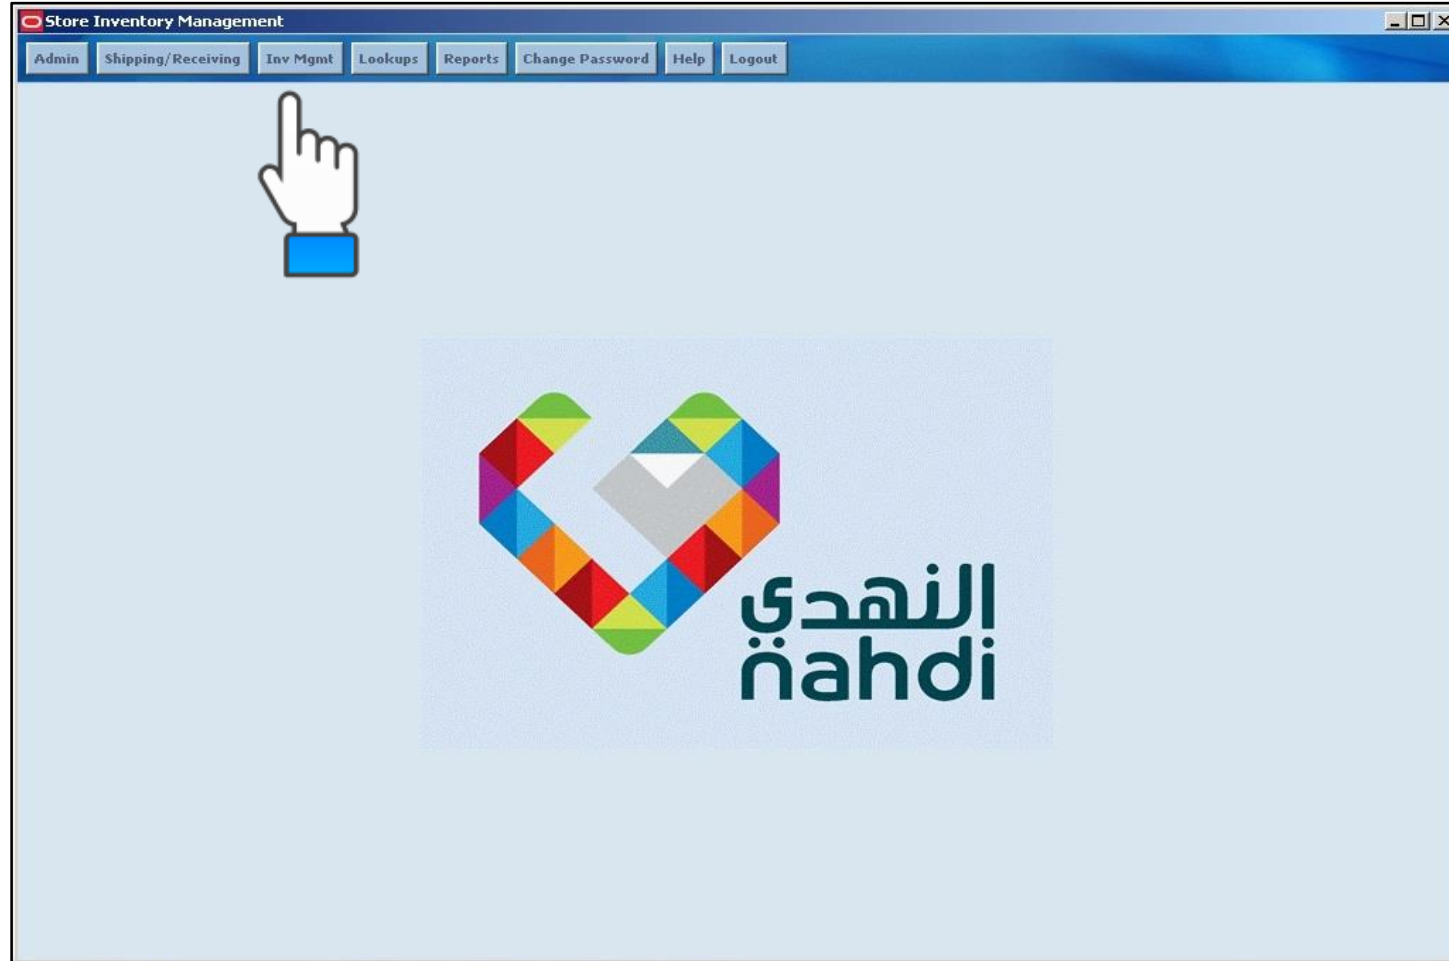 Store Inventory Management
Admin Shipping/Receiving Inv Mgmt Lookups Reports Change Password Help Logout
النهدي
nahdi